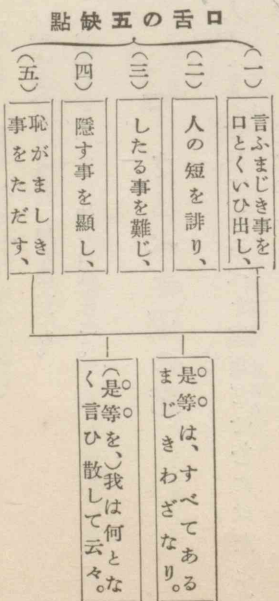 口舌の五缺點
(一)
言ふまじき事を
口とくいひ出し、
(二)
人の短を誹り、
(三)
したる事を難じ、
(四)
隱す事を顯し、
(五)
恥がましき
事をただす、
是等は、すべてある
まじきわざなり。
(是等を、)我は何とな
く言ひ散して云々。